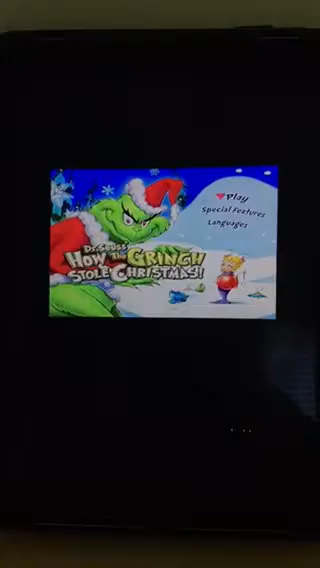 Play
Special Features
Languages
Dr. Seuss'
HOW THE GRINCH
STOLE CHRISTMAS!